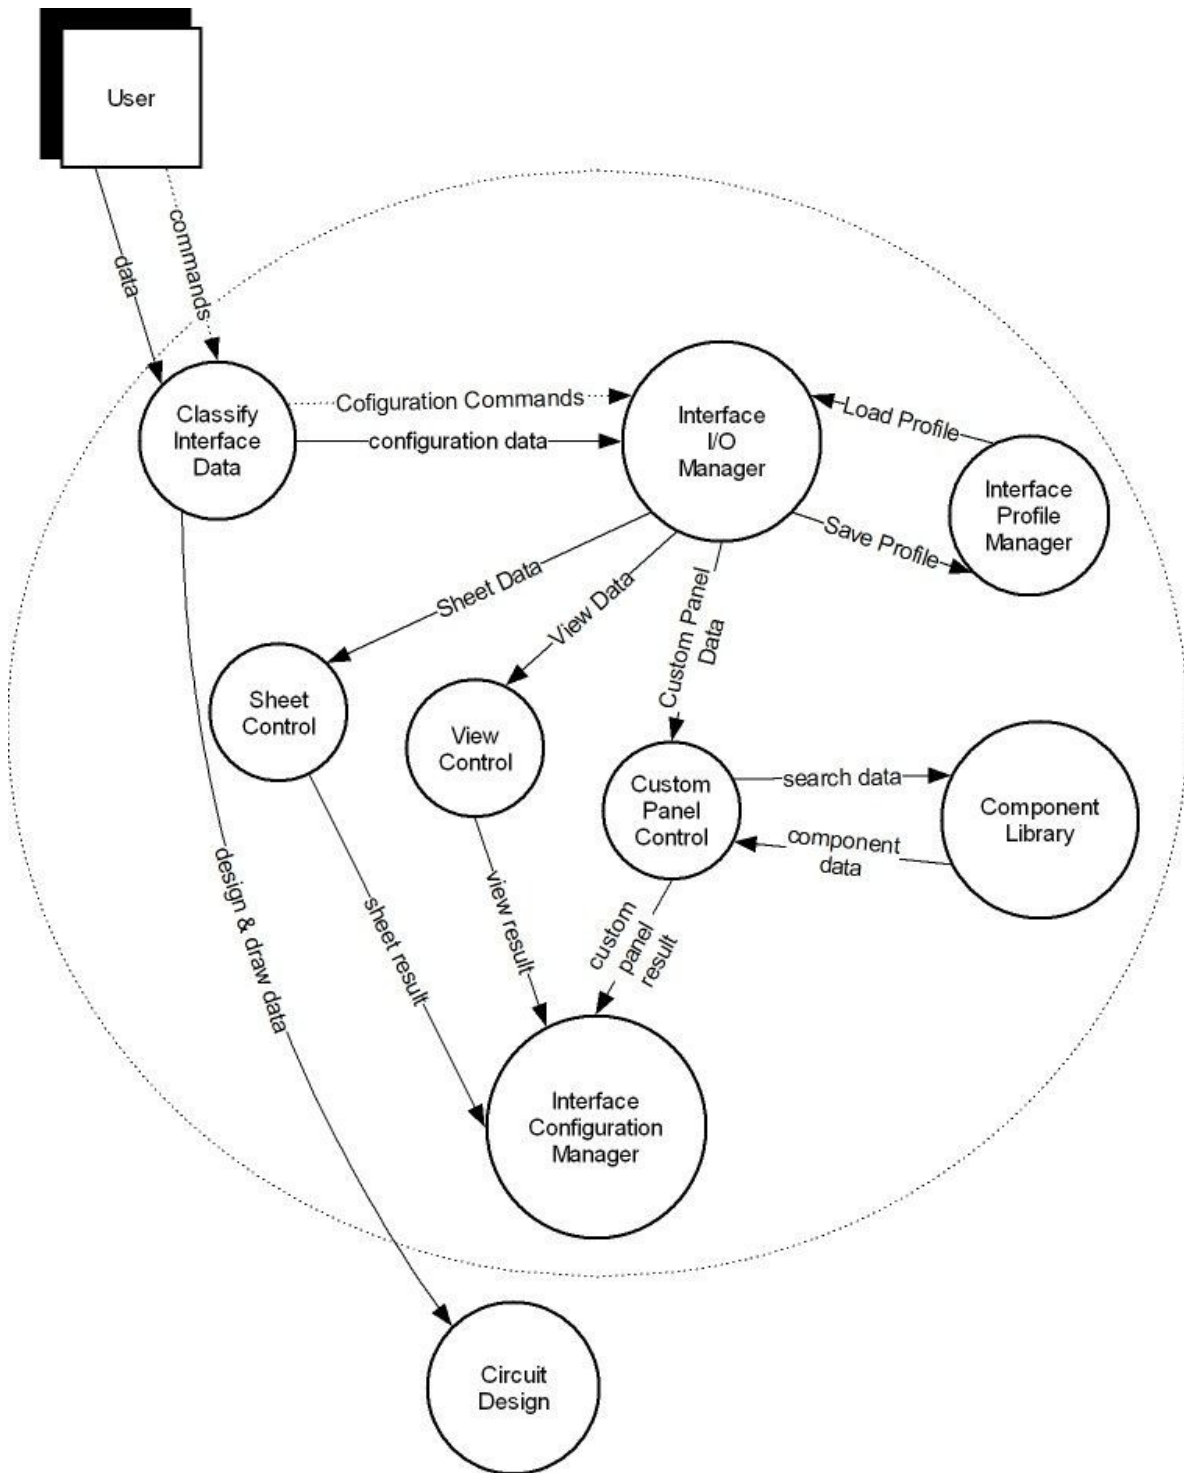 User
commands
data
Classify
Interface
Data
Cofiguration Commands
configuration data
Interface
I/O
Manager
Load Profile
Save Profile
Interface
Profile
Manager
Sheet Data
View Data
Custom Panel
Data
Sheet
Control
View
Control
Custom
Panel
Control
search data
component
data
Component
Library
design & draw data
sheet result
view result
custom
panel
result
Interface
Configuration
Manager
Circuit
Design